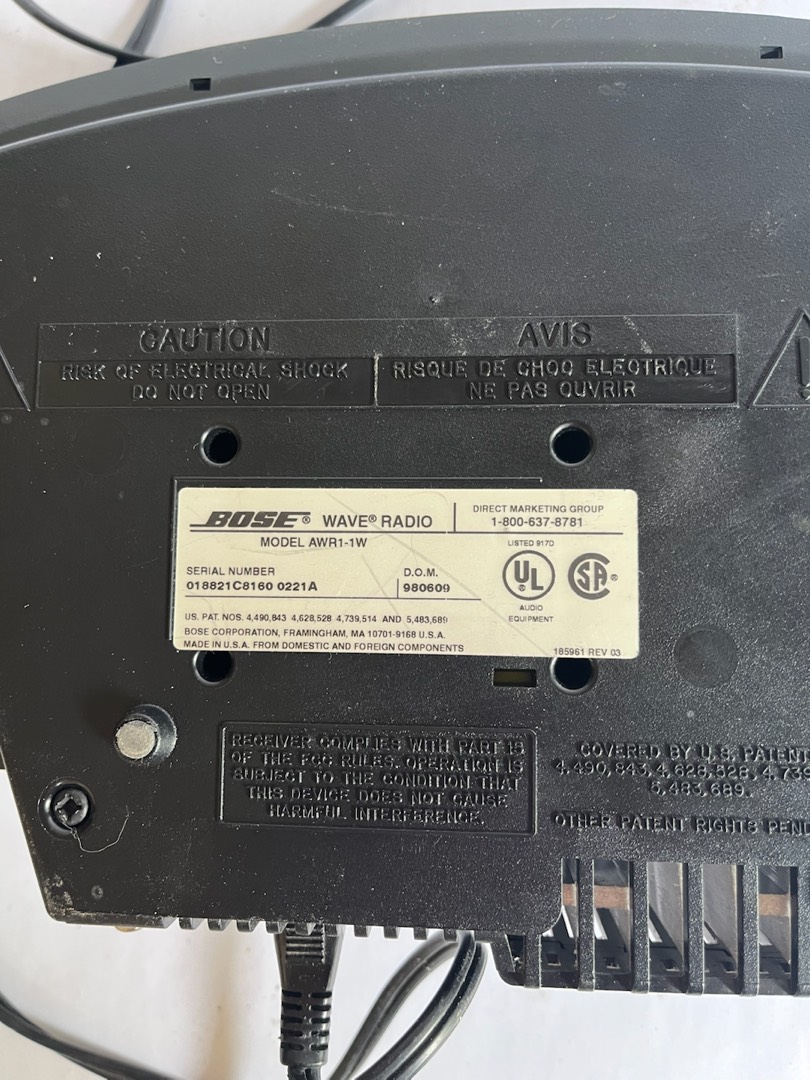 CAUTION
RISK OF ELECTRICAL SHOCK
DO NOT OPEN
AVIS
RISQUE DE CHOC ELECTRIQUE
NE PAS OUVRIR
BOSE® WAVE® RADIO
MODEL AWR1-1W
DIRECT MARKETING GROUP
1-800-637-8781
SERIAL NUMBER
018821C8160 0221A
D.O.M.
980609
LISTED 917D
UL
SA®
AUDIO
EQUIPMENT
US. PAT. NOS. 4,490,843 4,628,528 4,739,514 AND 5,483,689
BOSE CORPORATION, FRAMINGHAM, MA 10701-9168 U.S.A.
MADE IN U.S.A. FROM DOMESTIC AND FOREIGN COMPONENTS
185961 REV 03
RECEIVER COMPLIES WITH PART 15
OF THE FCC RULES. OPERATION IS
SUBJECT TO THE CONDITION THAT
THIS DEVICE DOES NOT CAUSE
HARMFUL INTERFERENCE.
COVERED BY U.S. PATENT
4,490,843, 4,628,528, 4,739
5,483,689.
OTHER PATENT RIGHTS PEND